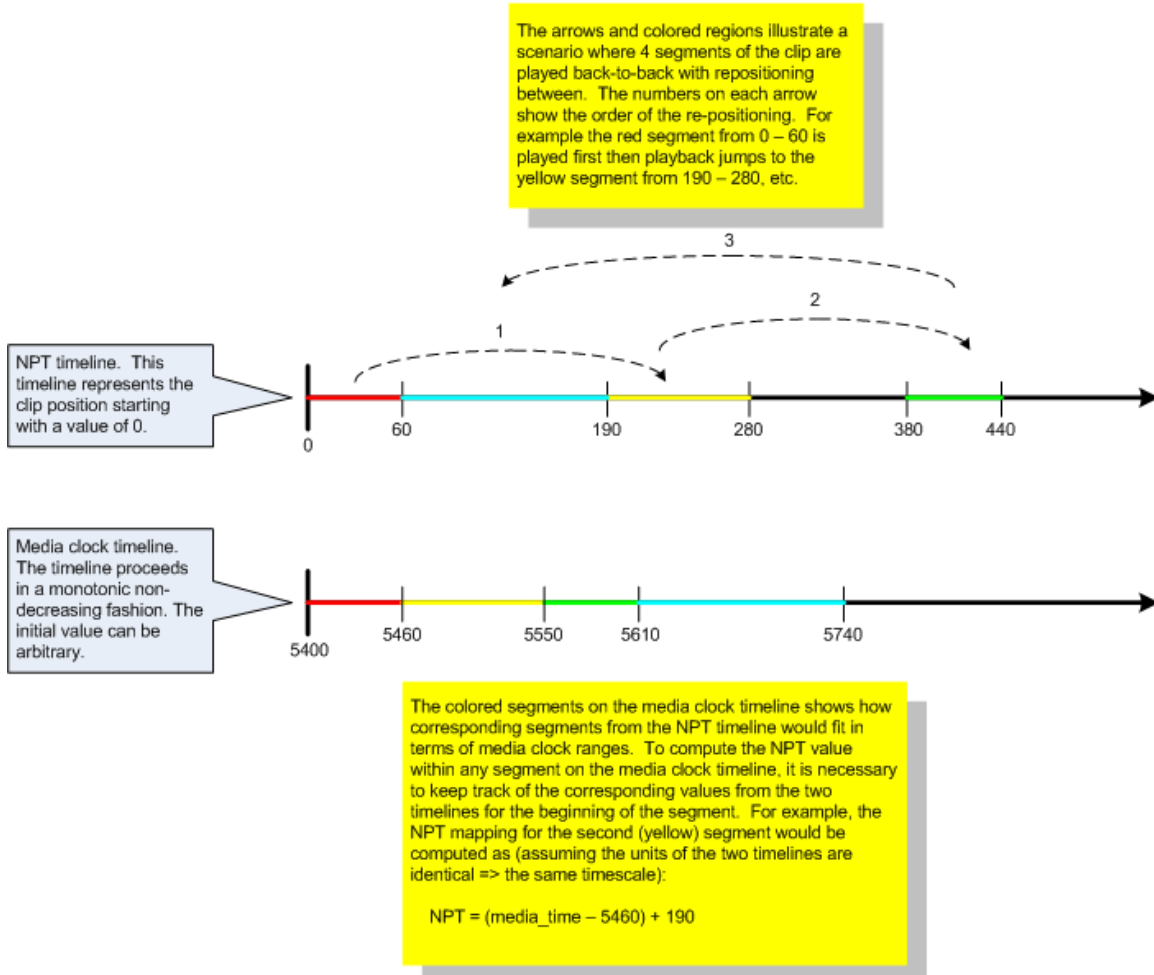 The arrows and colored regions illustrate a
scenario where 4 segments of the clip are
played back-to-back with repositioning
between.  The numbers on each arrow
show the order of the re-positioning.  For
example the red segment from 0 – 60 is
played first then playback jumps to the
yellow segment from 190 – 280, etc.
3
2
1
NPT timeline.  This
timeline represents the
clip position starting
with a value of 0.
0 60 190 280 380 440
Media clock timeline.
The timeline proceeds
in a monotonic non-
decreasing fashion. The
initial value can be
arbitrary.
5400 5460 5550 5610 5740
The colored segments on the media clock timeline shows how
corresponding segments from the NPT timeline would fit in
terms of media clock ranges.  To compute the NPT value
within any segment on the media clock timeline, it is necessary
to keep track of the corresponding values from the two
timelines for the beginning of the segment.  For example, the
NPT mapping for the second (yellow) segment would be
computed as (assuming the units of the two timelines are
identical => the same timescale):
NPT = (media_time – 5460) + 190